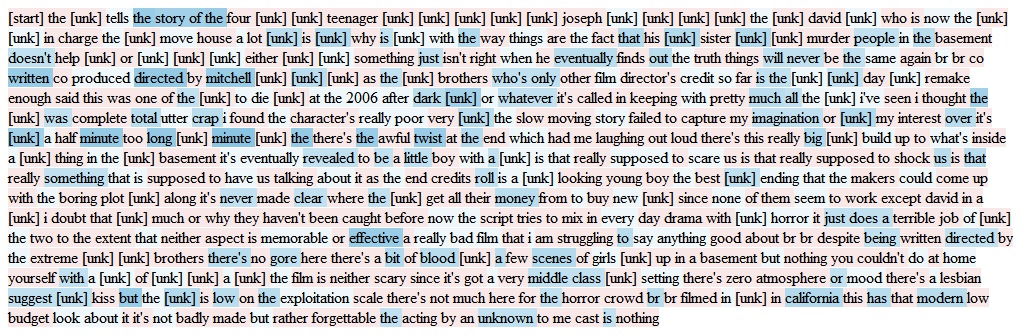 [start] the [unk] tells the story of the four [unk] [unk] teenager [unk] [unk] [unk] [unk] [unk] joseph [unk] [unk] [unk] [unk] the [unk] david [unk] who is now the [unk]
[unk] in charge the [unk] move house a lot [unk] is [unk] why is [unk] with the way things are the fact that his [unk] sister [unk] [unk] murder people in the basement
doesn't help [unk] or [unk] [unk] [unk] either [unk] [unk] something just isn't right when he eventually finds out the truth things will never be the same again br br co
written co produced directed by mitchell [unk] [unk] [unk] as the [unk] brothers who's only other film director's credit so far is the [unk] [unk] day [unk] remake
enough said this was one of the [unk] to die [unk] at the 2006 after dark [unk] or whatever it's called in keeping with pretty much all the [unk] i've seen i thought the
[unk] was complete total utter crap i found the character's really poor very [unk] the slow moving story failed to capture my imagination or [unk] my interest over it's
[unk] a half minute too long [unk] minute [unk] the there's the awful twist at the end which had me laughing out loud there's this really big [unk] build up to what's inside
a [unk] thing in the [unk] basement it's eventually revealed to be a little boy with a [unk] is that really supposed to scare us is that really supposed to shock us is that
really something that is supposed to have us talking about it as the end credits roll is a [unk] looking young boy the best [unk] ending that the makers could come up
with the boring plot [unk] along it's never made clear where the [unk] get all their money from to buy new [unk] since none of them seem to work except david in a
[unk] i doubt that [unk] much or why they haven't been caught before now the script tries to mix in every day drama with [unk] horror it just does a terrible job of [unk]
the two to the extent that neither aspect is memorable or effective a really bad film that i am struggling to say anything good about br br despite being written directed by
the extreme [unk] [unk] brothers there's no gore here there's a bit of blood [unk] a few scenes of girls [unk] up in a basement but nothing you couldn't do at home
yourself with a [unk] of [unk] [unk] a [unk] the film is neither scary since it's got a very middle class [unk] setting there's zero atmosphere or mood there's a lesbian
suggest [unk] kiss but the [unk] is low on the exploitation scale there's not much here for the horror crowd br br filmed in [unk] in california this has that modern low
budget look about it it's not badly made but rather forgettable the acting by an unknown to me cast is nothing